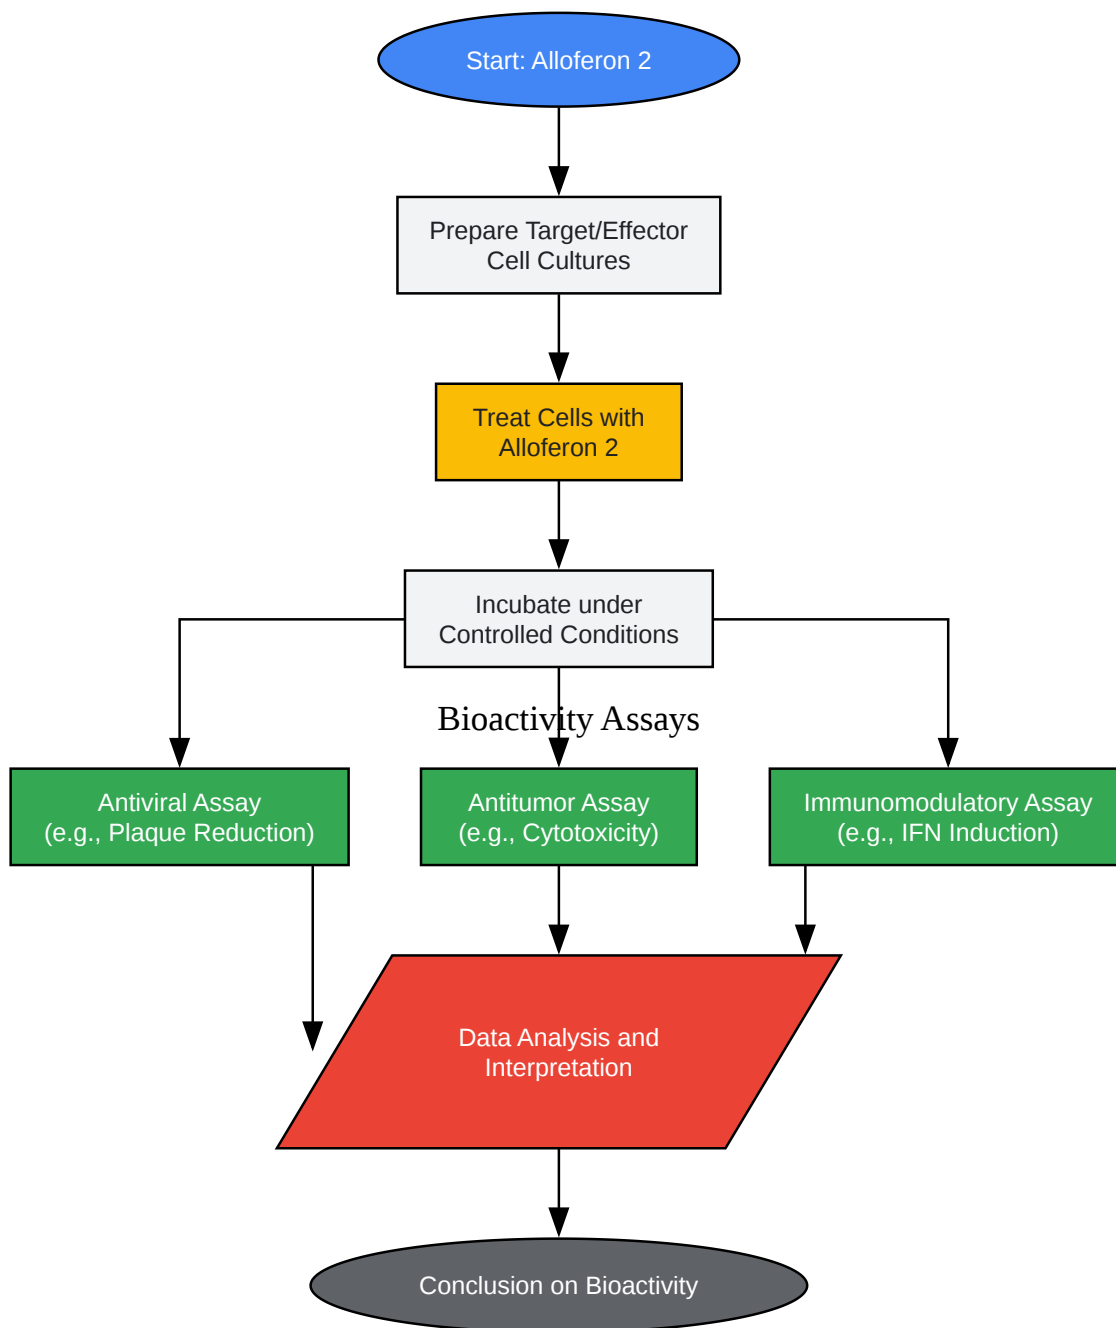 Start: Alloferon 2
Prepare Target/Effector
Cell Cultures
Treat Cells with
Alloferon 2
Incubate under
Controlled Conditions
Bioactivity Assays
Antiviral Assay
(e.g., Plaque Reduction)
Antitumor Assay
(e.g., Cytotoxicity)
Immunomodulatory Assay
(e.g., IFN Induction)
Data Analysis and
Interpretation
Conclusion on Bioactivity